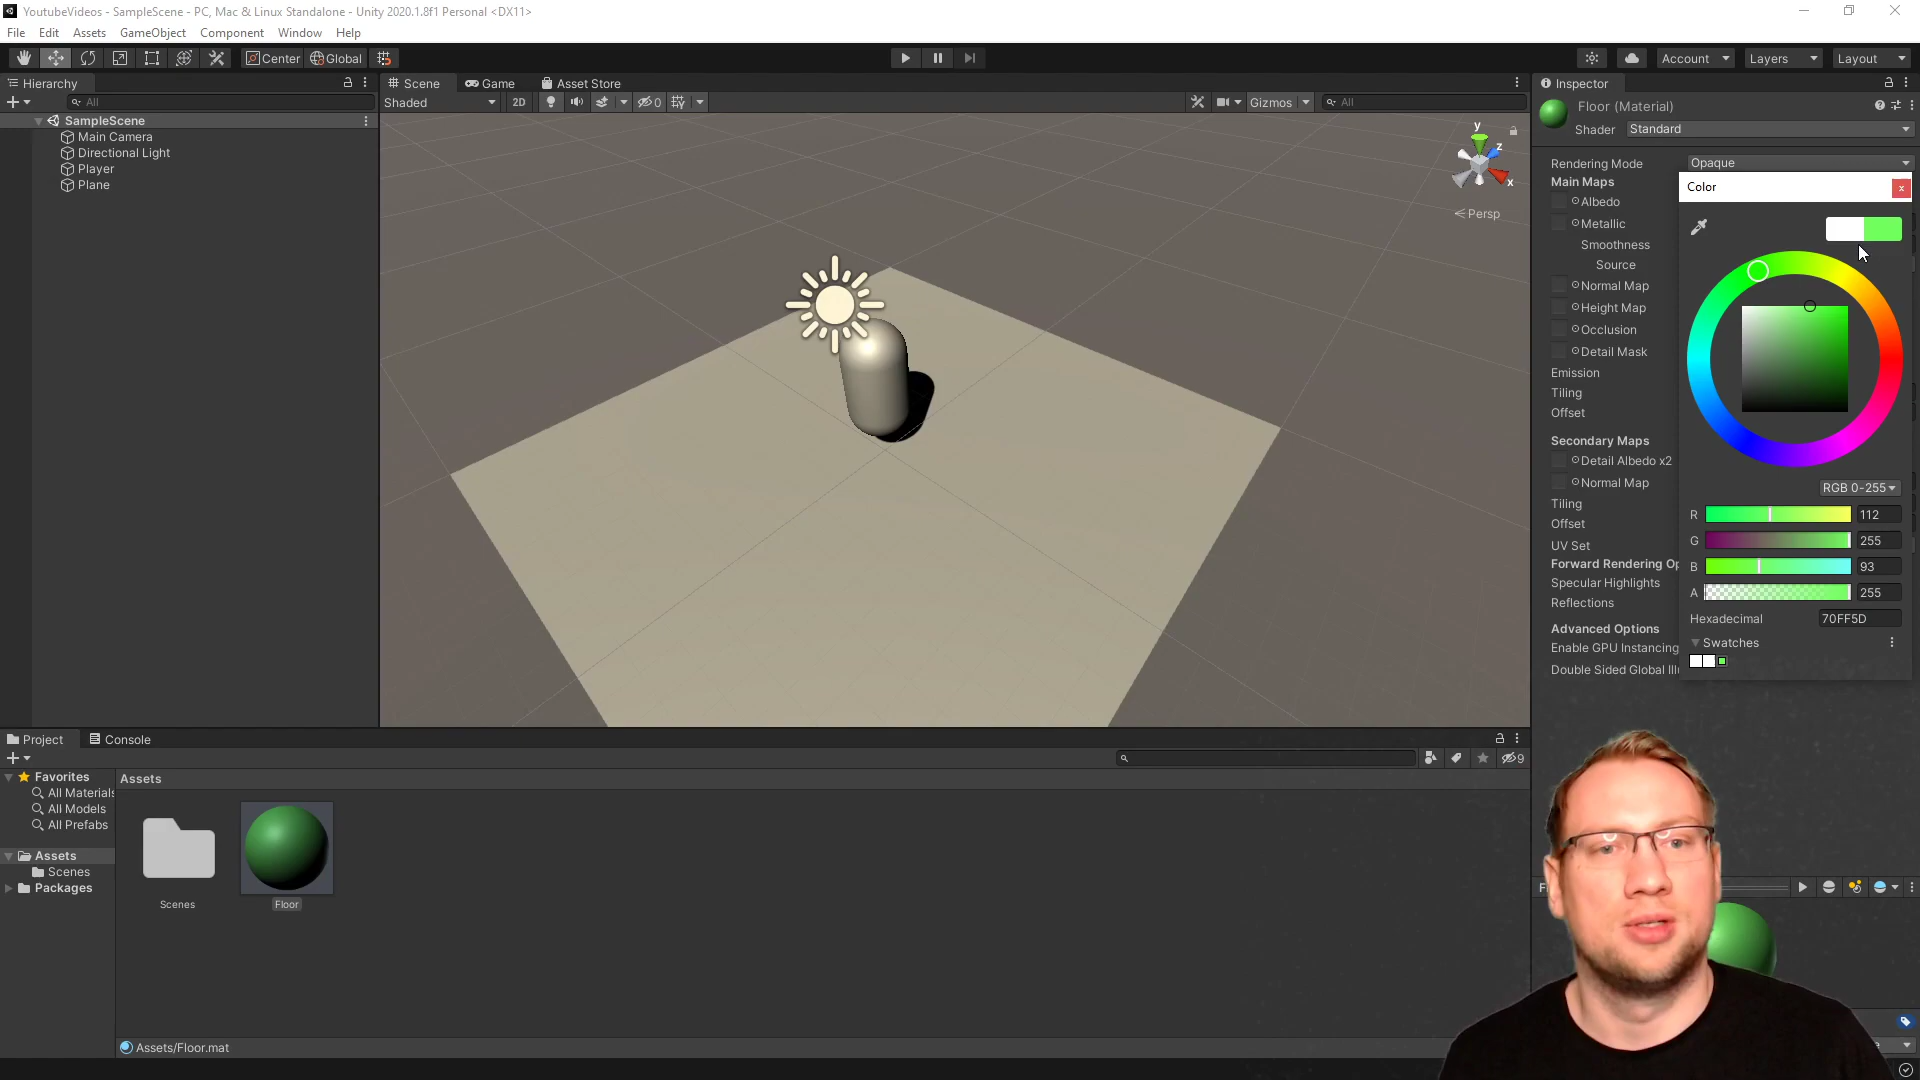 YoutubeVideos - SampleScene - PC, Mac & Linux Standalone - Unity 2020.1.8f1 Personal <DX11>
File Edit Assets GameObject Component Window Help
Center Global
Account Layers Layout
Hierarchy
All
SampleScene
Main Camera
Directional Light
Player
Plane
Scene Game Asset Store
Shaded 2D 0 Gizmos All
y
z
x
Persp
Inspector
Floor (Material)
Shader Standard
Rendering Mode Opaque
Main Maps
Albedo
Metallic
Smoothness
Source
Normal Map
Height Map
Occlusion
Detail Mask
Emission
Tiling
Offset
Secondary Maps
Detail Albedo x2
Normal Map
Tiling
Offset
UV Set
Forward Rendering Op
Specular Highlights
Reflections
Advanced Options
Enable GPU Instancing
Double Sided Global Ill
Color x
RGB 0-255
R 112
G 255
B 93
A 255
Hexadecimal 70FF5D
Swatches
Project Console
9
Favorites
All Materials
All Models
All Prefabs
Assets
Scenes
Packages
Assets
Scenes
Floor
Assets/Floor.mat